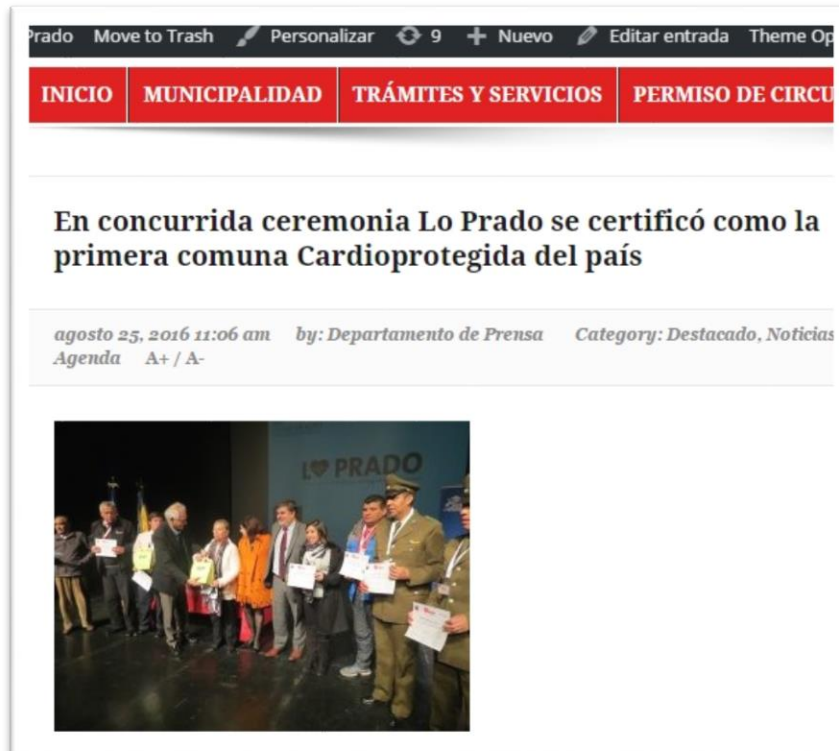 Prado Move to Trash Personalizar 9 Nuevo Editar entrada Theme Op
INICIO MUNICIPALIDAD TRÁMITES Y SERVICIOS PERMISO DE CIRCU
En concurrida ceremonia Lo Prado se certificó como la
primera comuna Cardioprotegida del país
agosto 25, 2016 11:06 am by: Departamento de Prensa Category: Destacado, Noticias
Agenda A+ / A-
LO PRADO